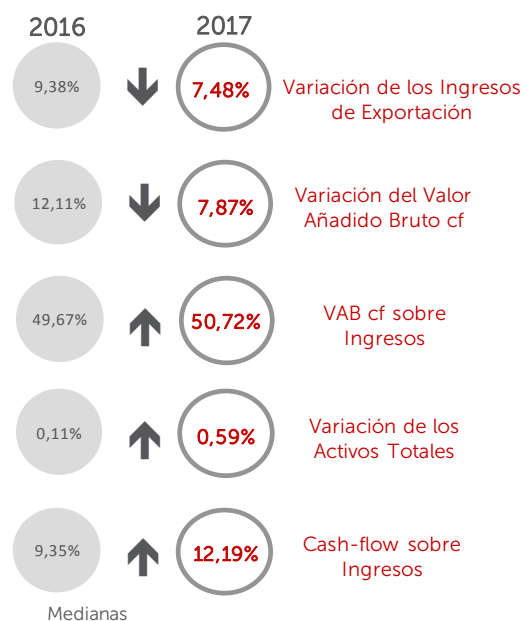 2016 2017
9,38% 7,48% Variación de los Ingresos
de Exportación
12,11% 7,87% Variación del Valor
Añadido Bruto cf
49,67% 50,72% VAB cf sobre
Ingresos
0,11% 0,59% Variación de los
Activos Totales
9,35% 12,19% Cash-flow sobre
Ingresos
Medianas